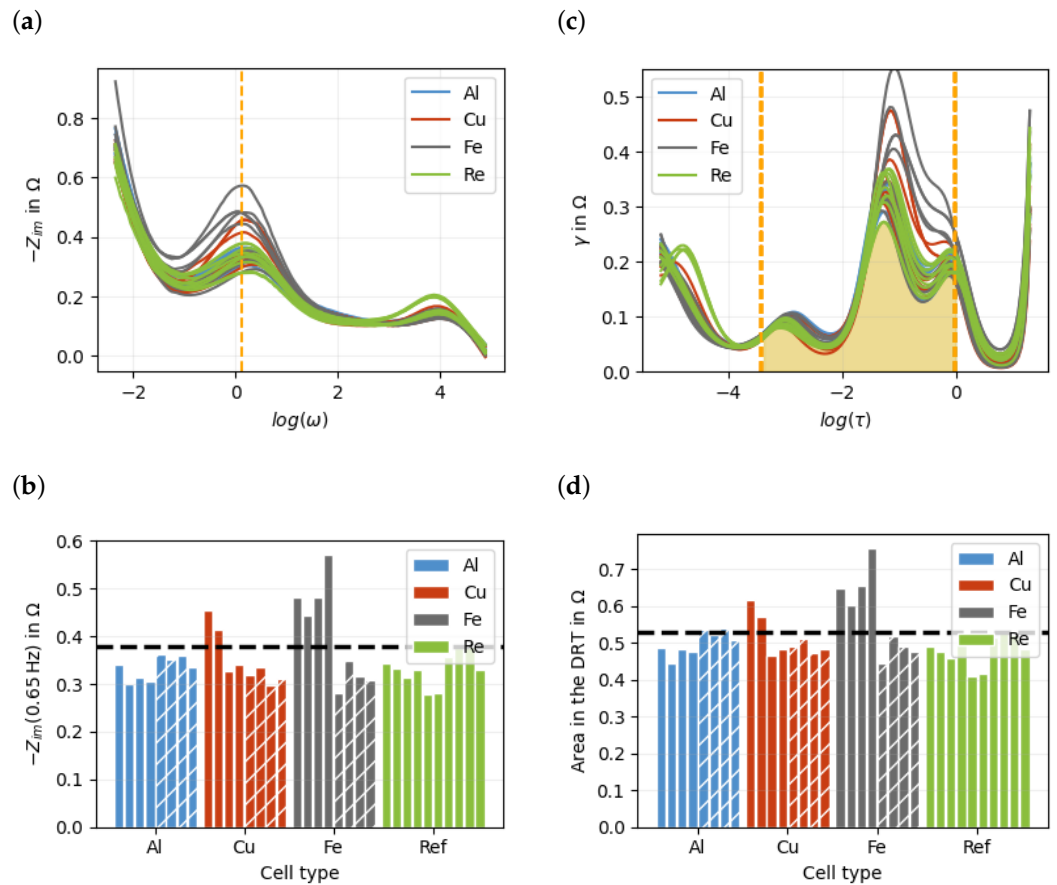 (a)
0.8
0.6
0.4
0.2
0.0
−Z_im in Ω
−2 0 2 4
log(ω)
Al
Cu
Fe
Re
(c)
0.5
0.4
0.3
0.2
0.1
0.0
γ in Ω
−4 −2 0
log(τ)
Al
Cu
Fe
Re
(b)
0.6
0.5
0.4
0.3
0.2
0.1
0.0
−Z_im(0.65 Hz) in Ω
Al Cu Fe Ref
Cell type
Al
Cu
Fe
Re
(d)
0.7
0.6
0.5
0.4
0.3
0.2
0.1
0.0
Area in the DRT in Ω
Al Cu Fe Ref
Cell type
Al
Cu
Fe
Re